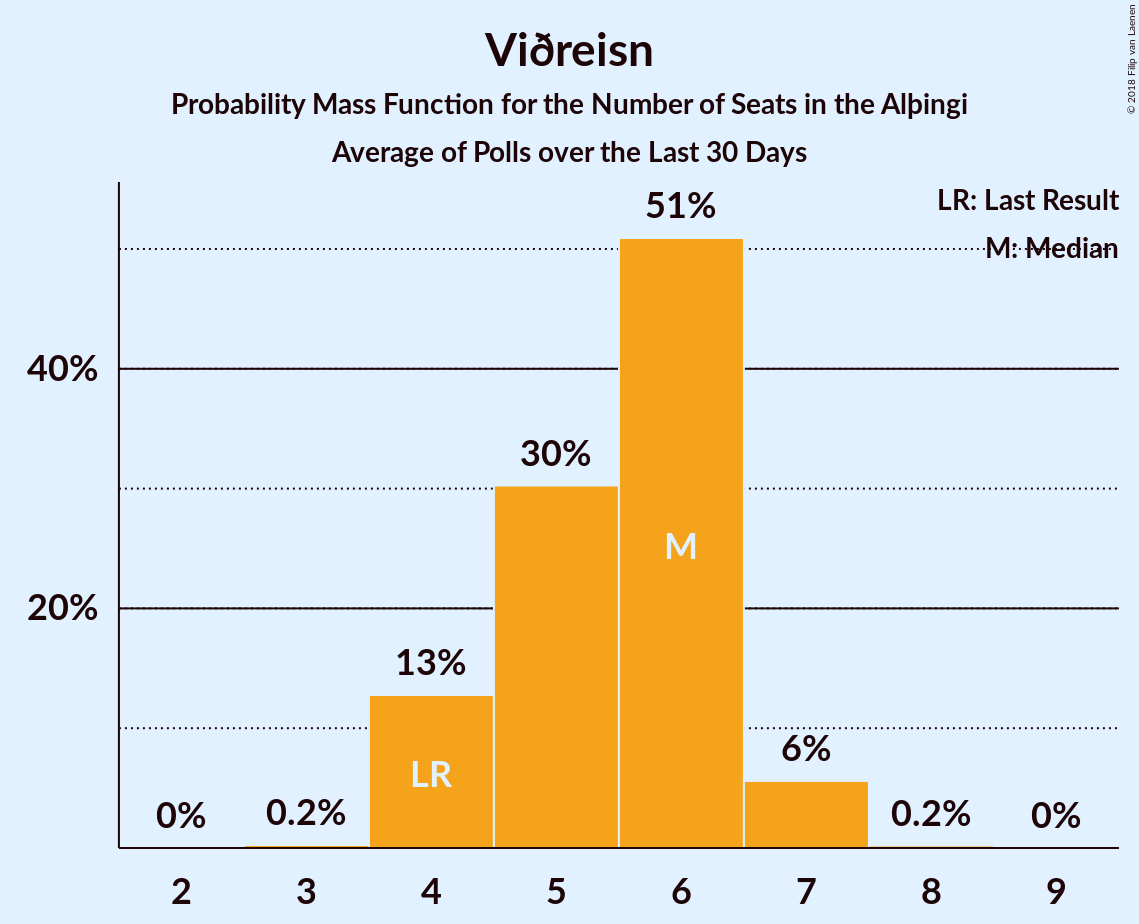 Viðreisn
Probability Mass Function for the Number of Seats in the Alþingi
Average of Polls over the Last 30 Days
© 2018 Filip van Laenen
LR: Last Result
M: Median
51%
40%
30%
M
20%
13%
6%
LR
0%
0.2%
0.2%
0%
2 3 4 5 6 7 8 9